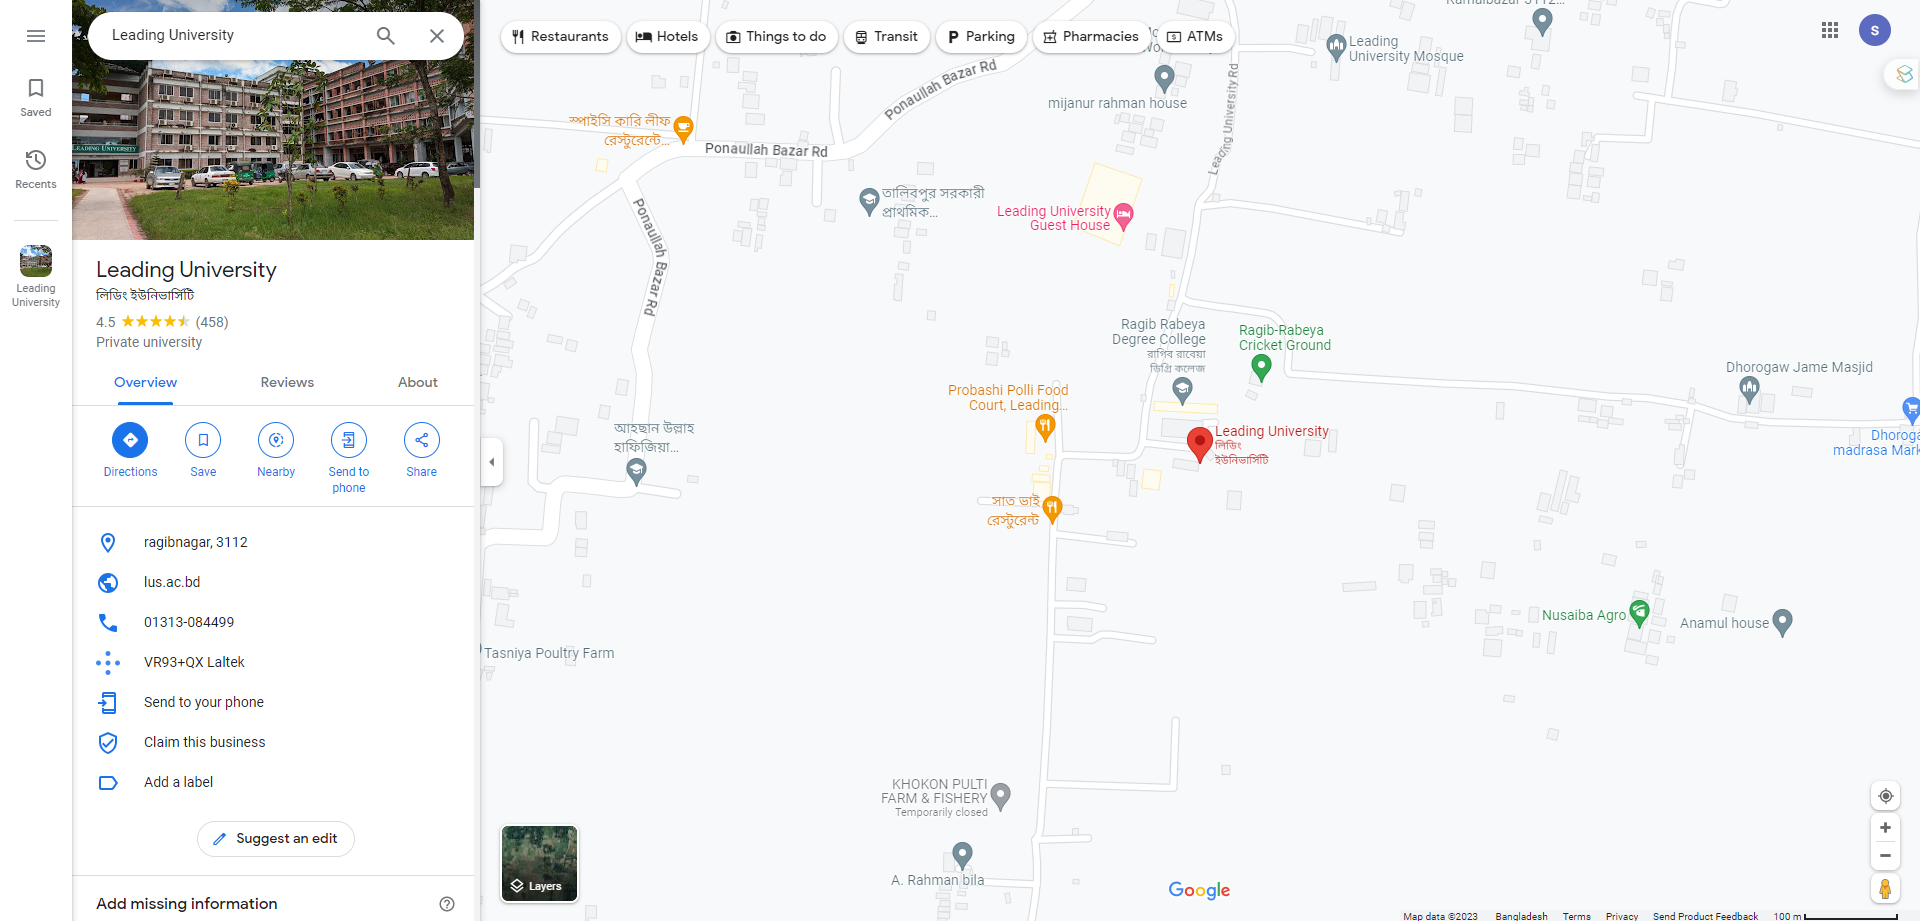 Leading University
Saved
Recents
Leading
University
LEADING UNIVERSITY
Leading University
লিডিং ইউনিভার্সিটি
4.5 (458)
Private university
Overview
Reviews
About
Directions
Save
Nearby
Send to
phone
Share
ragibnagar, 3112
lus.ac.bd
01313-084499
VR93+QX Laltek
Send to your phone
Claim this business
Add a label
Suggest an edit
Add missing information
Restaurants
Hotels
Things to do
Transit
Parking
Pharmacies
ATMs
S
Leading
University Mosque
mijanur rahman house
Ponaullah Bazar Rd
Leading University Rd
স্পাইসি কারি লীফ
রেস্টুরেন্টে...
Ponaullah Bazar Rd
Ponaullah Bazar Rd
তালিবপুর সরকারী
প্রাথমিক...
Leading University
Guest House
Ragib Rabeya
Degree College
রাগিব রাবেয়া
ডিগ্রি কলেজ
Ragib-Rabeya
Cricket Ground
Dhorogaw Jame Masjid
Probashi Polli Food
Court, Leading...
আহছান উল্লাহ
হাফিজিয়া...
Leading University
লিডিং
ইউনিভার্সিটি
Dhoroga
madrasa Mark
সাত ভাই
রেস্টুরেন্ট
Nusaiba Agro
Anamul house
Tasniya Poultry Farm
KHOKON PULTI
FARM & FISHERY
Temporarily closed
A. Rahman bila
Layers
Google
Map data ©2023 Bangladesh Terms Privacy Send Product Feedback 100 m